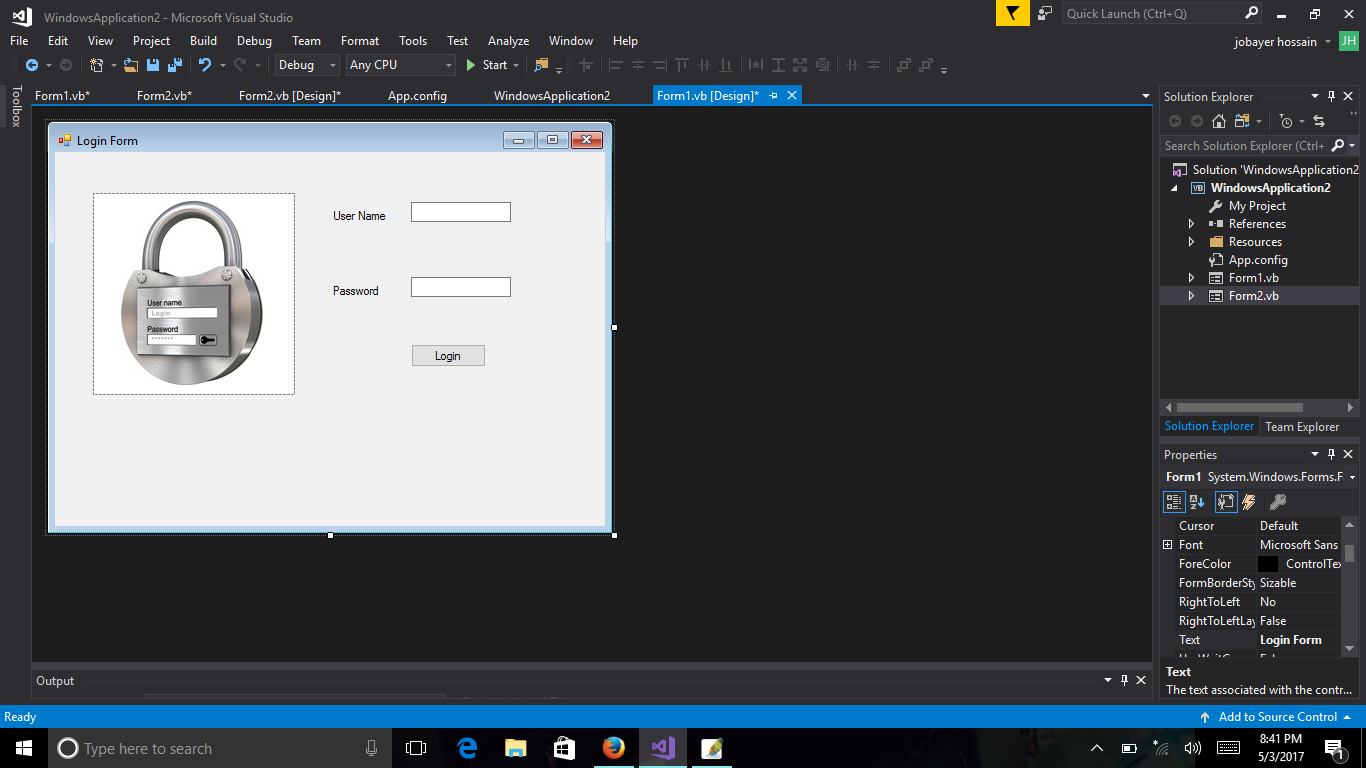 WindowsApplication2 - Microsoft Visual Studio
Quick Launch (Ctrl+Q)
File Edit View Project Build Debug Team Format Tools Test Analyze Window Help
jobayer hossain JH
Debug Any CPU Start
Toolbox
Form1.vb* Form2.vb* Form2.vb [Design]* App.config WindowsApplication2 Form1.vb [Design]*
Login Form
User Name
Password
Login
User name
Login
Password
*******
Solution Explorer
Search Solution Explorer (Ctrl+
Solution 'WindowsApplication2
VB WindowsApplication2
My Project
References
Resources
App.config
Form1.vb
Form2.vb
Solution Explorer Team Explorer
Properties
Form1 System.Windows.Forms.F
Cursor Default
Font Microsoft Sans
ForeColor ControlTex
FormBorderSty Sizable
RightToLeft No
RightToLeftLay False
Text Login Form
Text
The text associated with the contr...
Output
Ready
Add to Source Control
Type here to search
8:41 PM
5/3/2017
1